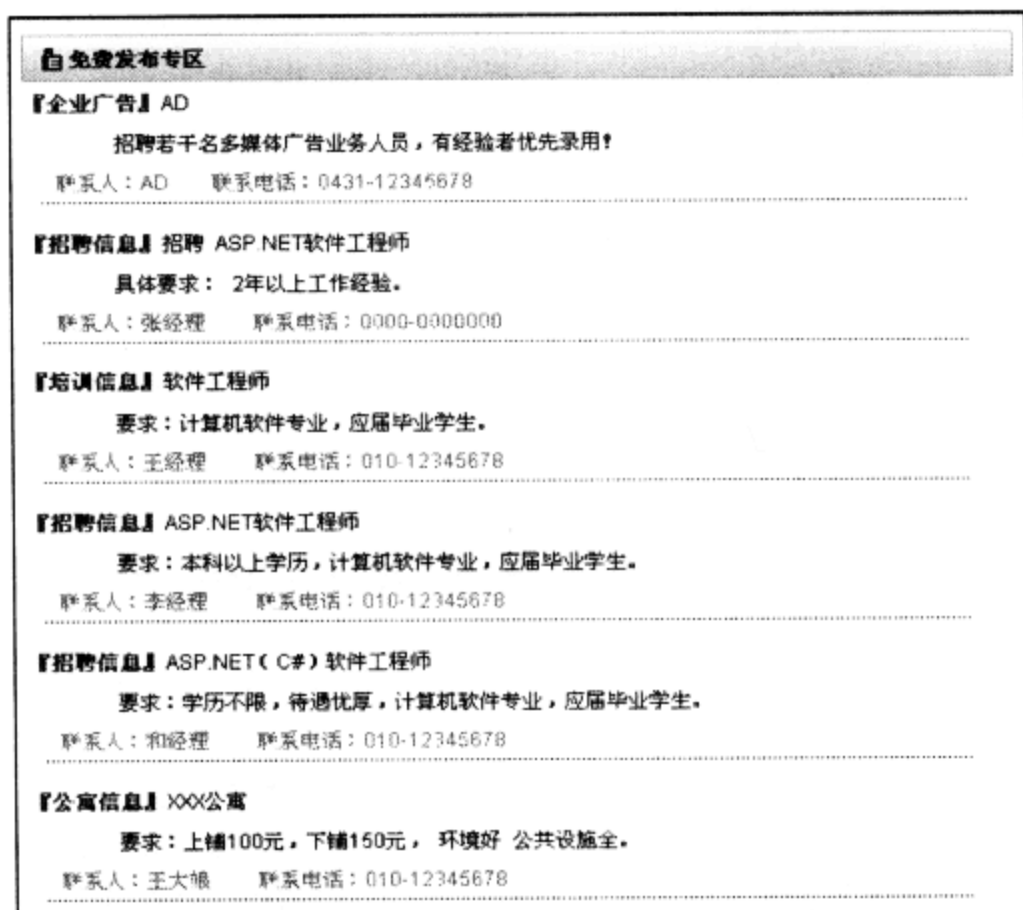 免费发布专区
『企业广告』AD
招聘若干名多媒体广告业务人员，有经验者优先录用！
联系人：AD 联系电话：0431-12345678
『招聘信息』招聘 ASP.NET软件工程师
具体要求： 2年以上工作经验。
联系人：张经理 联系电话：0000-0000000
『培训信息』软件工程师
要求：计算机软件专业，应届毕业学生。
联系人：王经理 联系电话：010-12345678
『招聘信息』ASP.NET软件工程师
要求：本科以上学历，计算机软件专业，应届毕业学生。
联系人：李经理 联系电话：010-12345678
『招聘信息』ASP.NET（C#）软件工程师
要求：学历不限，待遇优厚，计算机软件专业，应届毕业学生。
联系人：和经理 联系电话：010-12345678
『公寓信息』XXX公寓
要求：上铺100元，下铺150元， 环境好 公共设施全。
联系人：王大娘 联系电话：010-12345678